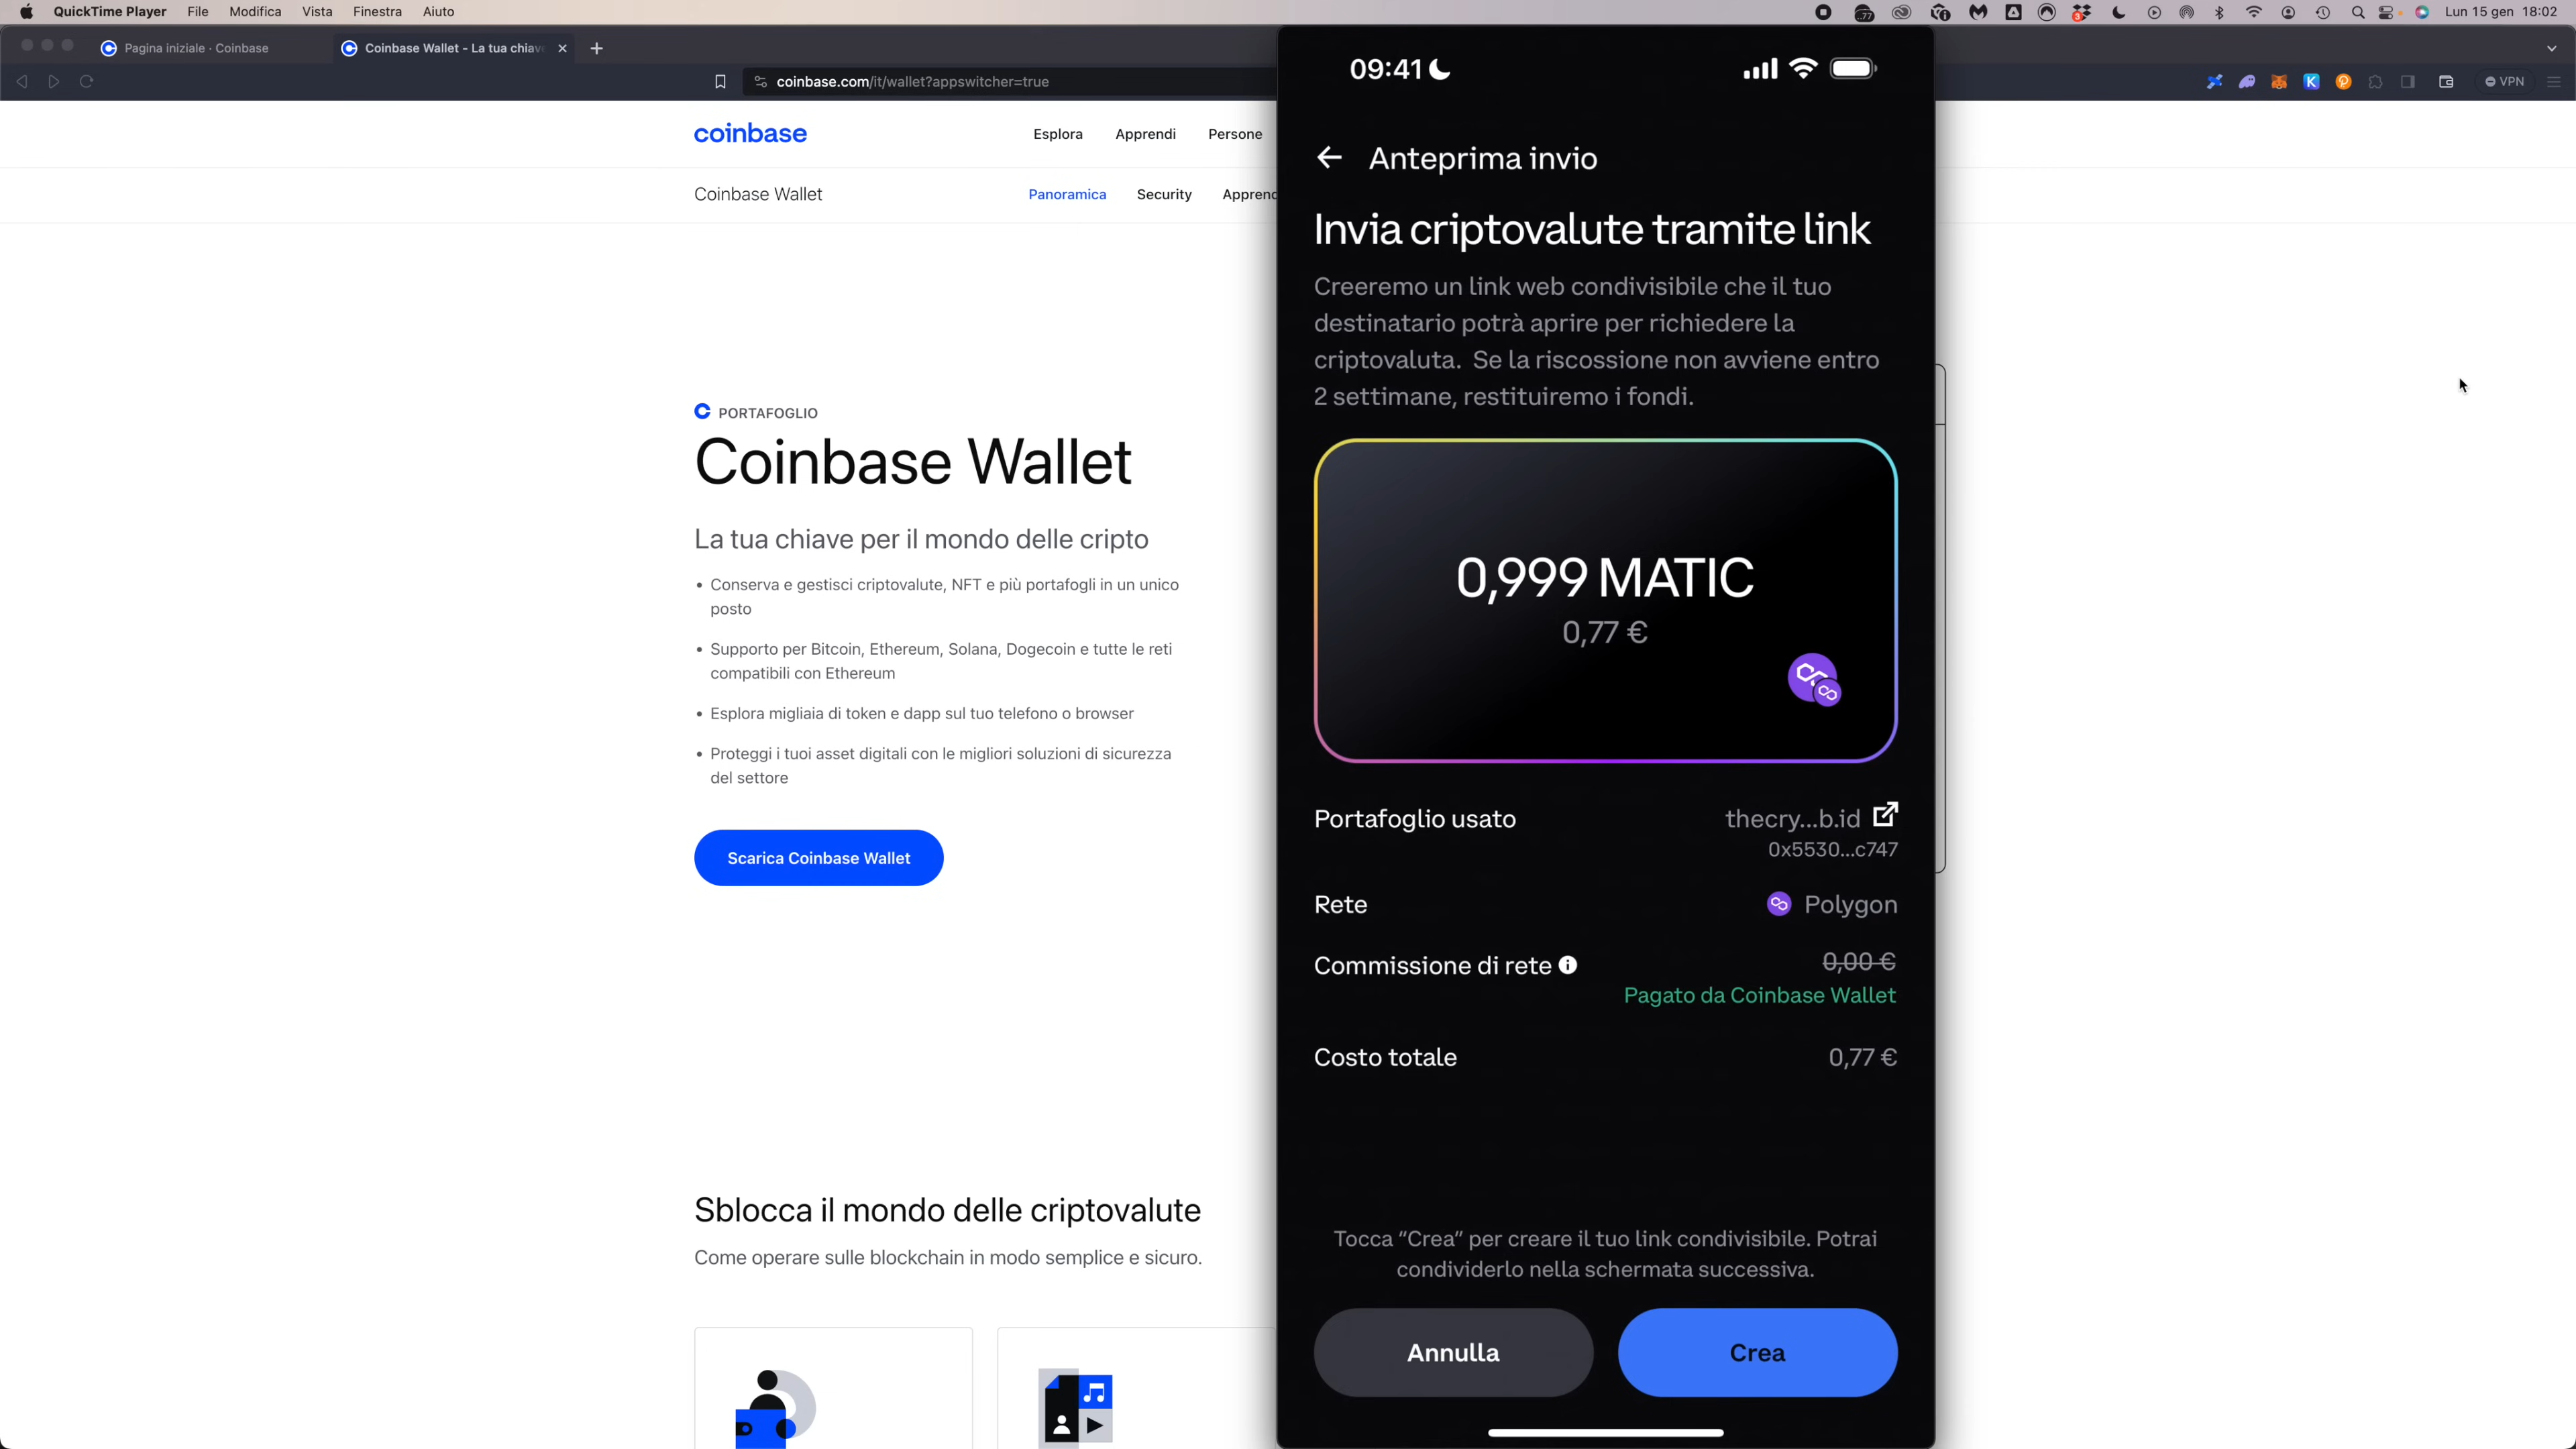 QuickTime Player File Modifica Vista Finestra Aiuto
77
3
Lun 15 gen 18:02
Pagina iniziale · Coinbase
Coinbase Wallet - La tua chiave
coinbase.com/it/wallet?appswitcher=true
VPN
coinbase
Esplora Apprendi Persone
Coinbase Wallet
Panoramica Security Apprend
PORTAFOGLIO
Coinbase Wallet
La tua chiave per il mondo delle cripto
• Conserva e gestisci criptovalute, NFT e più portafogli in un unico
posto
• Supporto per Bitcoin, Ethereum, Solana, Dogecoin e tutte le reti
compatibili con Ethereum
• Esplora migliaia di token e dapp sul tuo telefono o browser
• Proteggi i tuoi asset digitali con le migliori soluzioni di sicurezza
del settore
Scarica Coinbase Wallet
Sblocca il mondo delle criptovalute
Come operare sulle blockchain in modo semplice e sicuro.
09:41
Anteprima invio
Invia criptovalute tramite link
Creeremo un link web condivisibile che il tuo
destinatario potrà aprire per richiedere la
criptovaluta. Se la riscossione non avviene entro
2 settimane, restituiremo i fondi.
0,999 MATIC
0,77 €
Portafoglio usato thecry...b.id
0x5530...c747
Rete Polygon
Commissione di rete 0,00 €
Pagato da Coinbase Wallet
Costo totale 0,77 €
Tocca “Crea” per creare il tuo link condivisibile. Potrai
condividerlo nella schermata successiva.
Annulla Crea